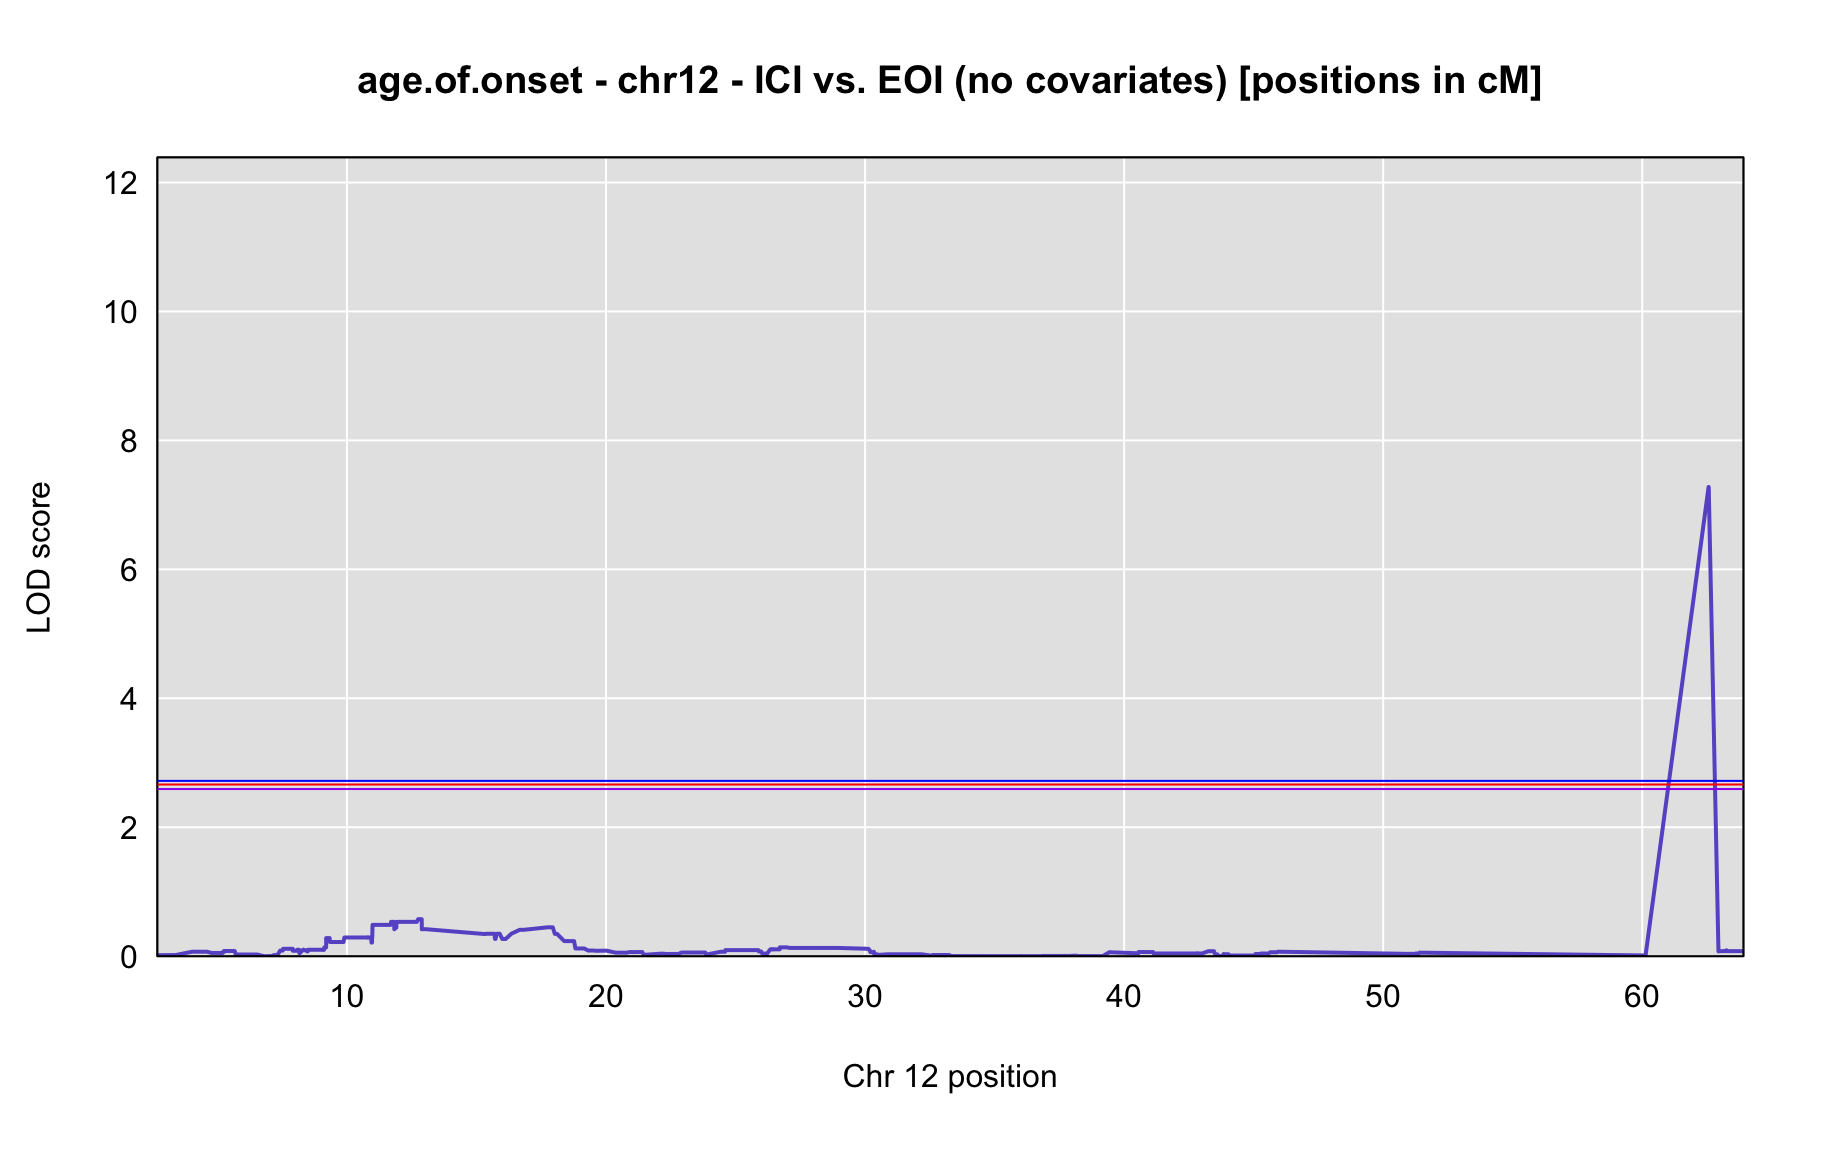 age.of.onset - chr12 - ICI vs. EOI (no covariates) [positions in cM]
12
10
8
6
4
2
0
LOD score
10 20 30 40 50 60
Chr 12 position